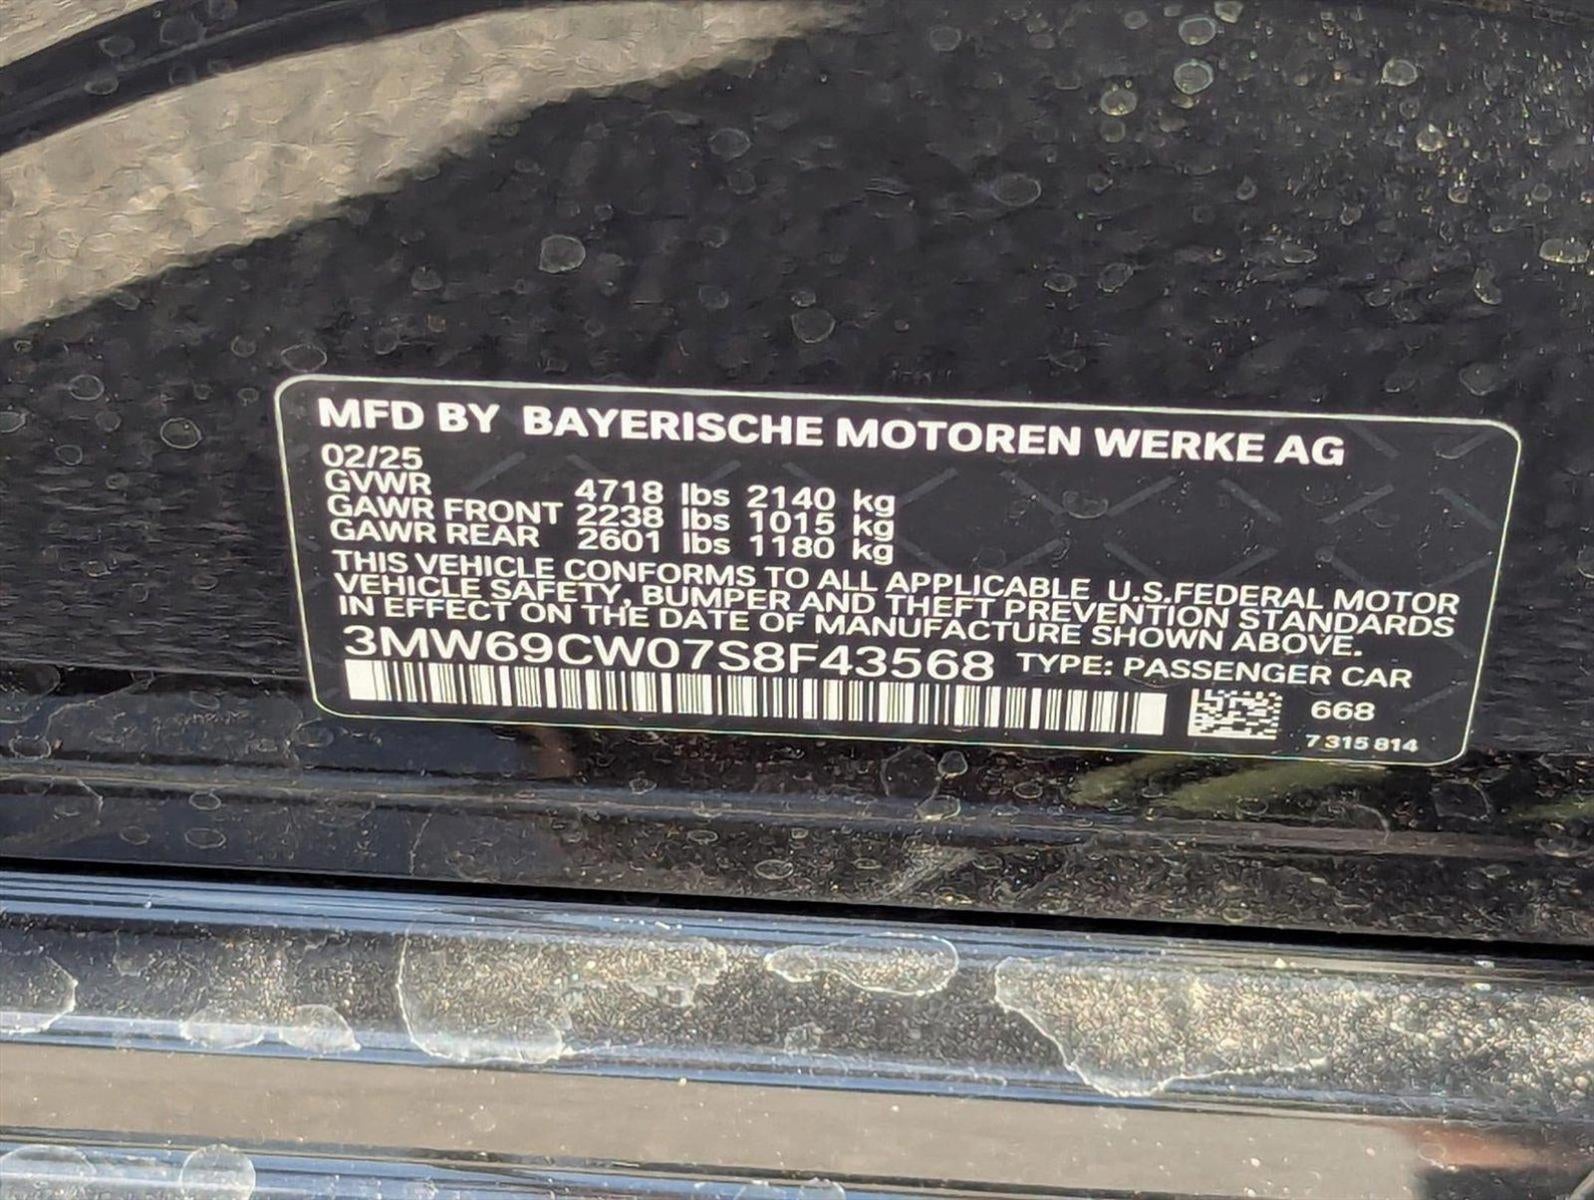 MFD BY BAYERISCHE MOTOREN WERKE AG
02/25
GVWR 4718 lbs 2140 kg
GAWR FRONT 2238 lbs 1015 kg
GAWR REAR 2601 lbs 1180 kg
THIS VEHICLE CONFORMS TO ALL APPLICABLE U.S.FEDERAL MOTOR
VEHICLE SAFETY, BUMPER AND THEFT PREVENTION STANDARDS
IN EFFECT ON THE DATE OF MANUFACTURE SHOWN ABOVE.
3MW69CW07S8F43568 TYPE: PASSENGER CAR
668
7 315 814